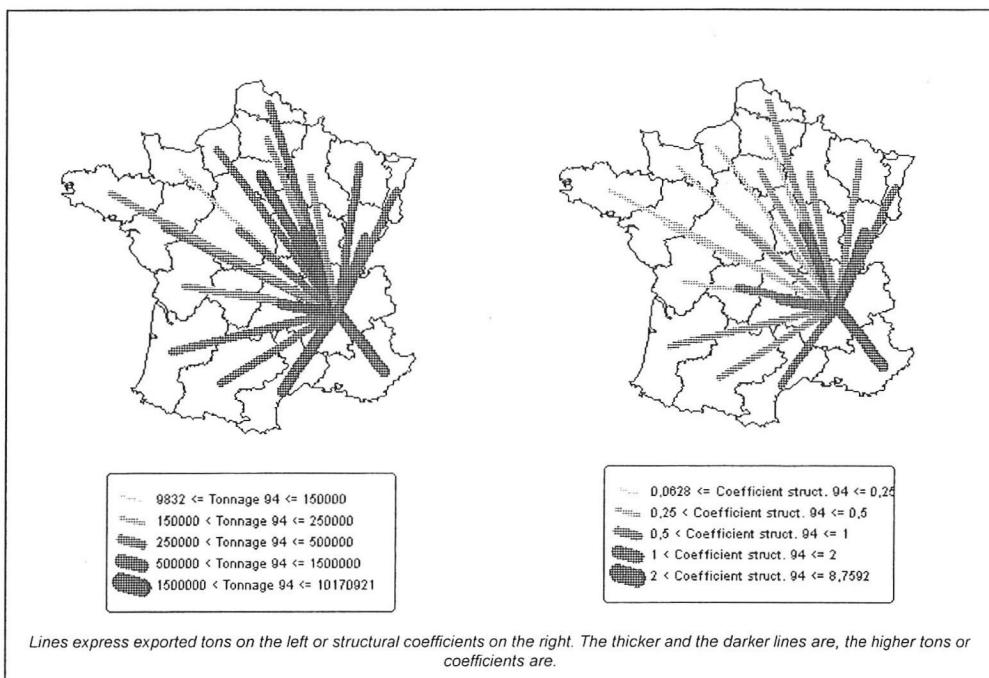 9832 <= Tonnage 94 <= 150000
150000 < Tonnage 94 <= 250000
250000 < Tonnage 94 <= 500000
500000 < Tonnage 94 <= 1500000
1500000 < Tonnage 94 <= 10170921
0,0628 <= Coefficient struct. 94 <= 0,25
0,25 < Coefficient struct. 94 <= 0,5
0,5 < Coefficient struct. 94 <= 1
1 < Coefficient struct. 94 <= 2
2 < Coefficient struct. 94 <= 8,7592
Lines express exported tons on the left or structural coefficients on the right. The thicker and the darker lines are, the higher tons or
coefficients are.